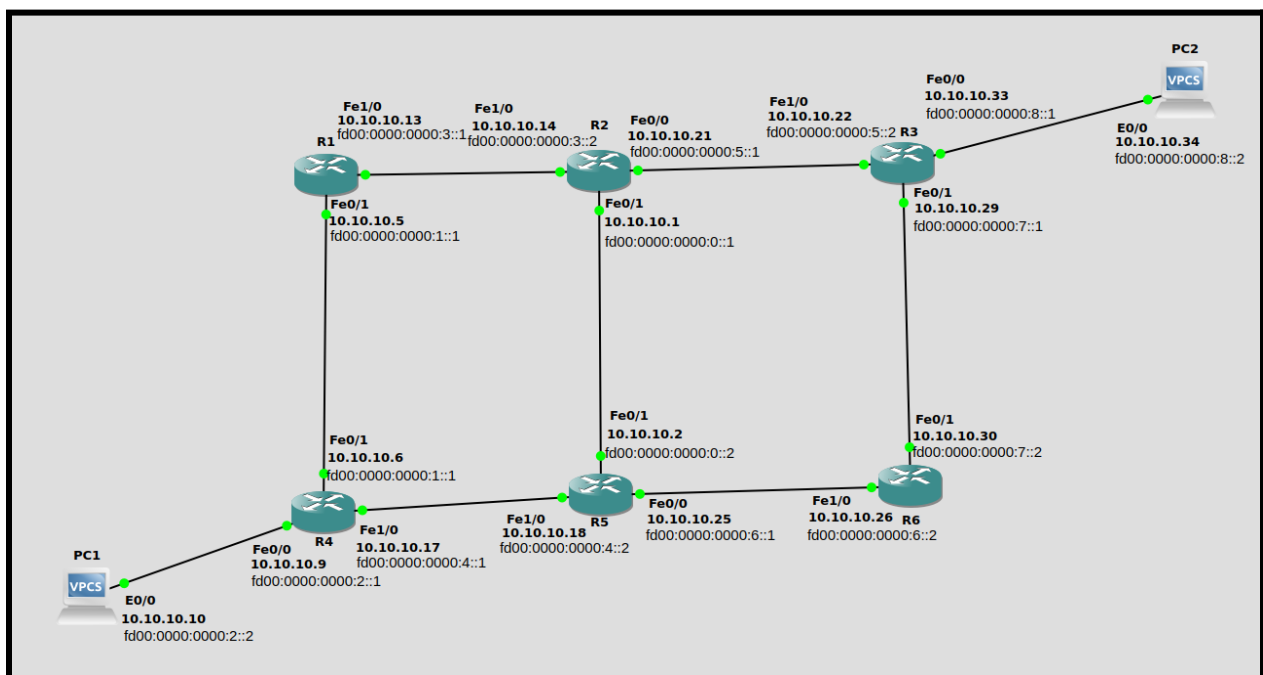 PC2
VPCS
E0/0
10.10.10.34
fd00:0000:0000:8::2
Fe0/0
10.10.10.33
fd00:0000:0000:8::1
Fe1/0
10.10.10.13
fd00:0000:0000:3::1
R1
Fe1/0
10.10.10.14
fd00:0000:0000:3::2
R2
Fe0/0
10.10.10.21
fd00:0000:0000:5::1
Fe1/0
10.10.10.22
fd00:0000:0000:5::2
R3
Fe0/1
10.10.10.5
fd00:0000:0000:1::1
Fe0/1
10.10.10.1
fd00:0000:0000:0::1
Fe0/1
10.10.10.29
fd00:0000:0000:7::1
Fe0/1
10.10.10.6
fd00:0000:0000:1::1
Fe0/1
10.10.10.2
fd00:0000:0000:0::2
Fe0/1
10.10.10.30
fd00:0000:0000:7::2
R4
Fe1/0
10.10.10.17
fd00:0000:0000:4::1
Fe1/0
10.10.10.18
fd00:0000:0000:4::2
R5
Fe0/0
10.10.10.25
fd00:0000:0000:6::1
Fe1/0
10.10.10.26
fd00:0000:0000:6::2
R6
Fe0/0
10.10.10.9
fd00:0000:0000:2::1
PC1
VPCS
E0/0
10.10.10.10
fd00:0000:0000:2::2